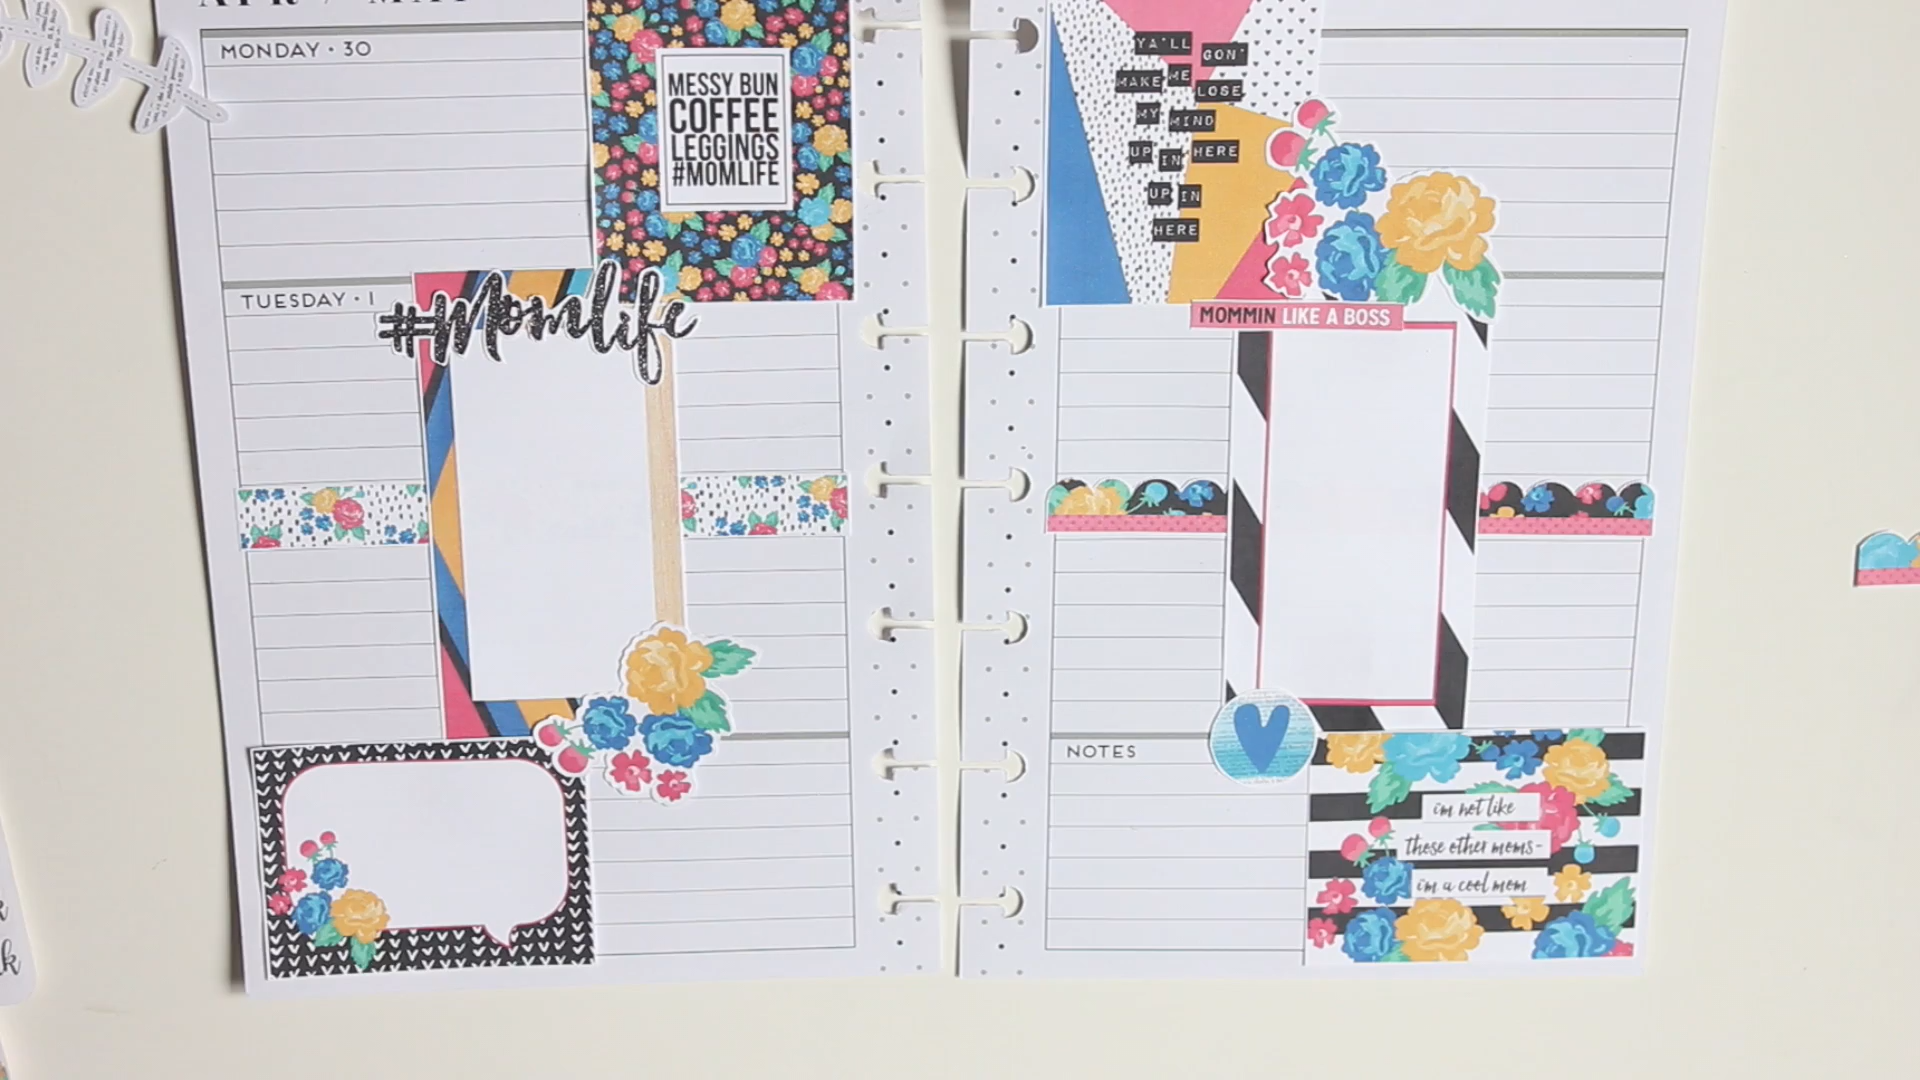 MONDAY • 30
MESSY BUN
COFFEE
LEGGINGS
#MOMLIFE
TUESDAY • 1
#Momlife
YA'LL GON'
MAKE ME LOSE
MY MIND
UP IN HERE
UP IN
HERE
MOMMIN LIKE A BOSS
NOTES
i'm not like
those other moms-
i'm a cool mom